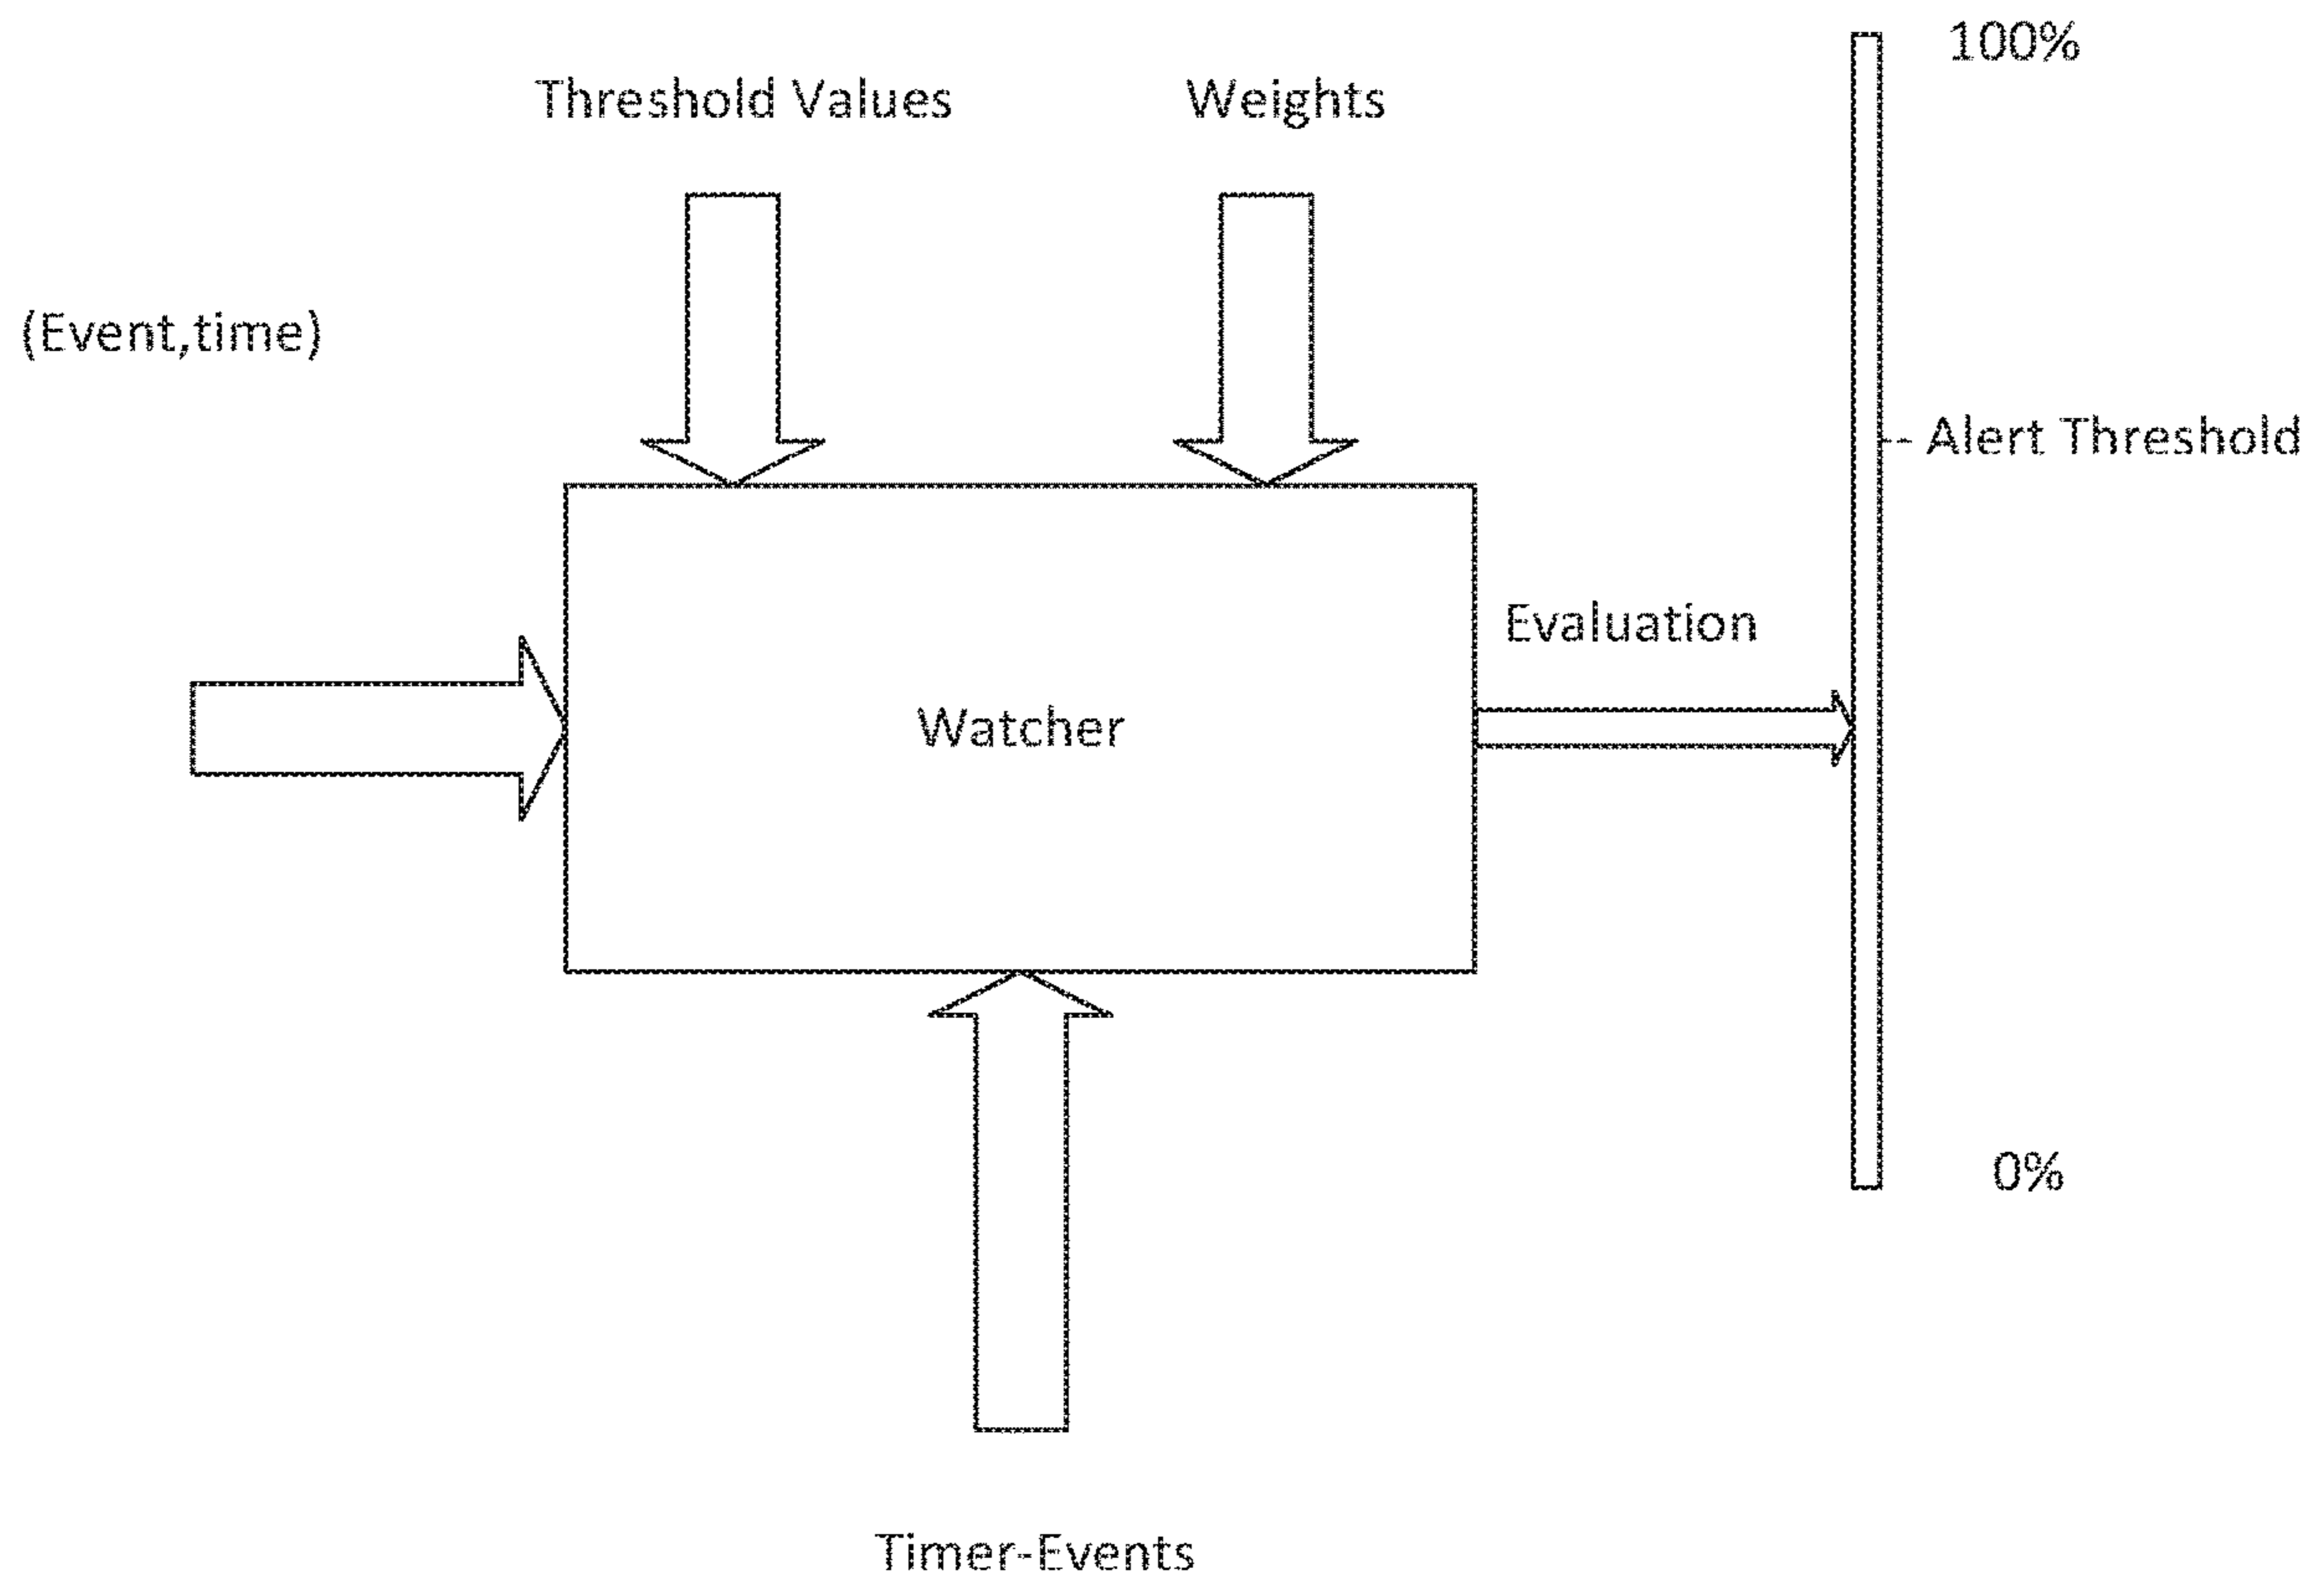 100%
Threshold Values
Weights
(Event,time)
Alert Threshold
Evaluation
Watcher
0%
Timer-Events